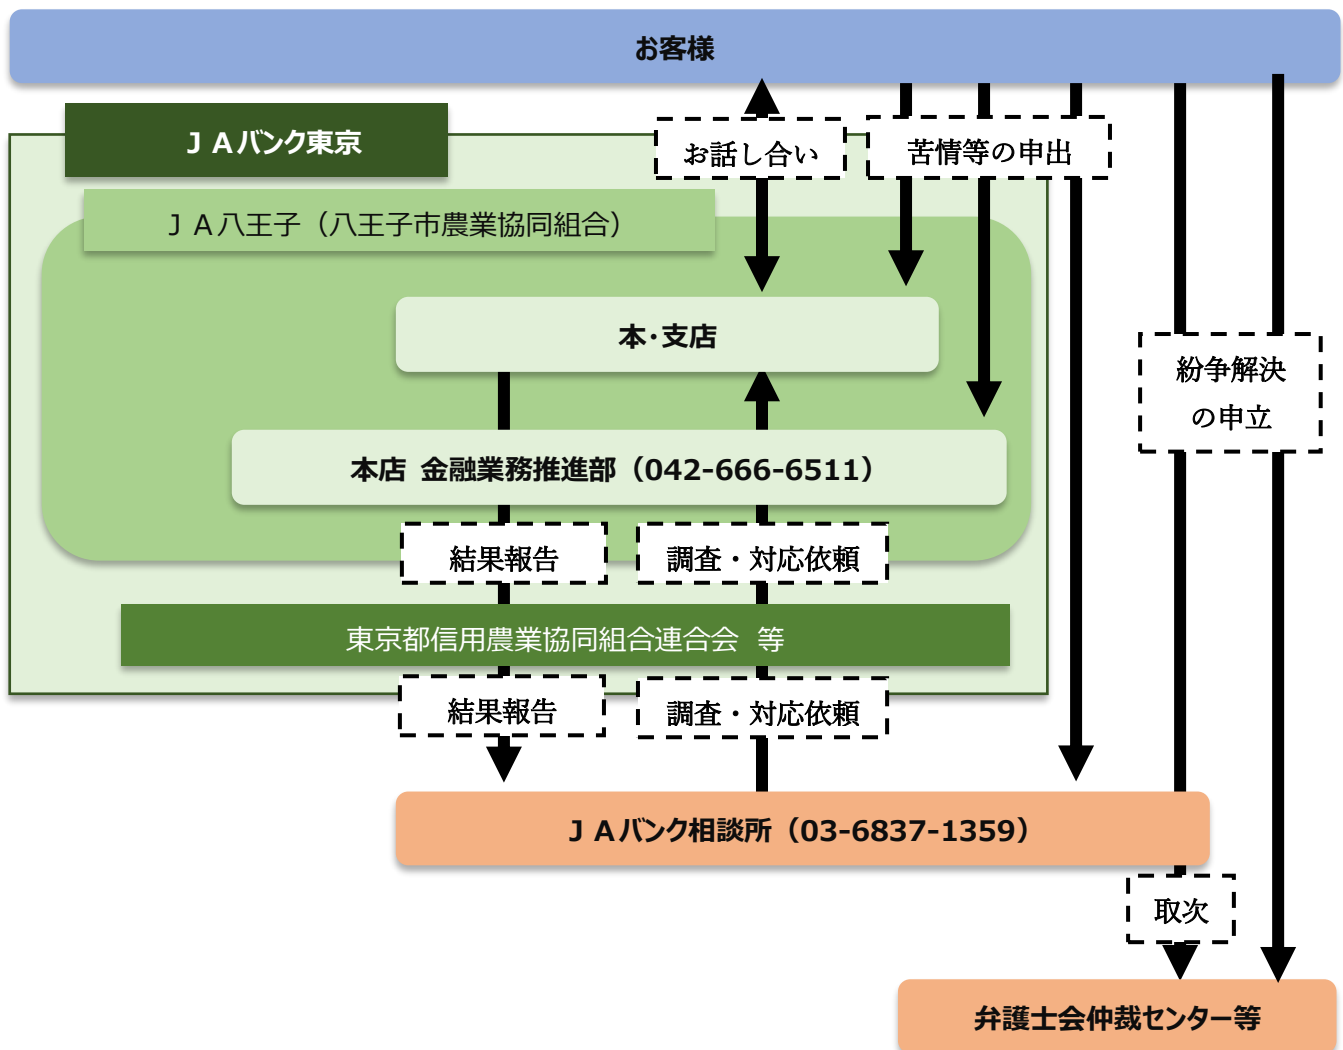 お客様
ＪＡバンク東京
お話し合い
苦情等の申出
ＪＡ八王子（八王子市農業協同組合）
本・支店
紛争解決
の申立
本店 金融業務推進部（042-666-6511）
結果報告
調査・対応依頼
東京都信用農業協同組合連合会 等
結果報告
調査・対応依頼
ＪＡバンク相談所（03-6837-1359）
取次
弁護士会仲裁センター等